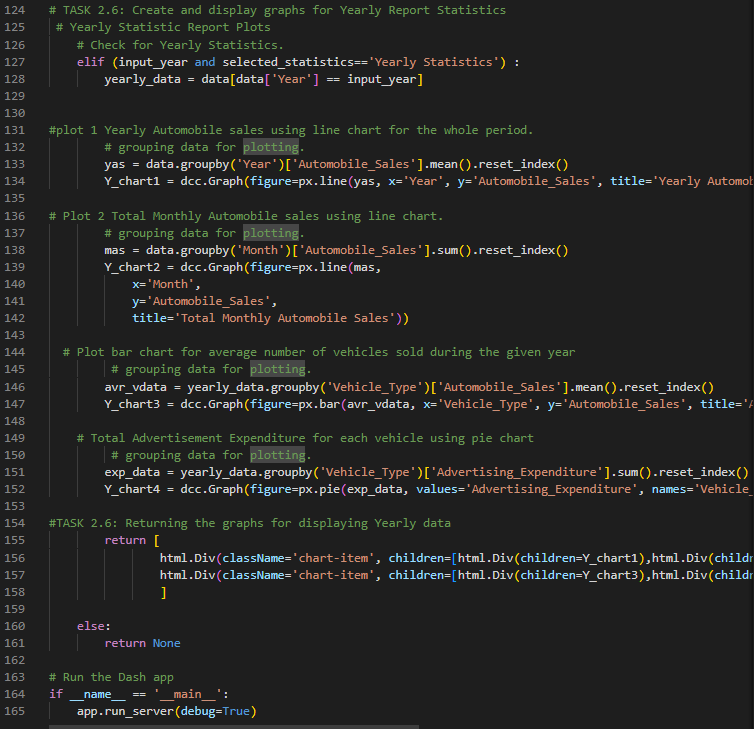 124 # TASK 2.6: Create and display graphs for Yearly Report Statistics
125 # Yearly Statistic Report Plots
126 # Check for Yearly Statistics.
127 elif (input_year and selected_statistics=='Yearly Statistics') :
128 yearly_data = data[data['Year'] == input_year]
129
130
131 #plot 1 Yearly Automobile sales using line chart for the whole period.
132 # grouping data for plotting.
133 yas = data.groupby('Year')['Automobile_Sales'].mean().reset_index()
134 Y_chart1 = dcc.Graph(figure=px.line(yas, x='Year', y='Automobile_Sales', title='Yearly Automob
135
136 # Plot 2 Total Monthly Automobile sales using line chart.
137 # grouping data for plotting.
138 mas = data.groupby('Month')['Automobile_Sales'].sum().reset_index()
139 Y_chart2 = dcc.Graph(figure=px.line(mas,
140 x='Month',
141 y='Automobile_Sales',
142 title='Total Monthly Automobile Sales'))
143
144 # Plot bar chart for average number of vehicles sold during the given year
145 # grouping data for plotting.
146 avr_vdata = yearly_data.groupby('Vehicle_Type')['Automobile_Sales'].mean().reset_index()
147 Y_chart3 = dcc.Graph(figure=px.bar(avr_vdata, x='Vehicle_Type', y='Automobile_Sales', title='
148
149 # Total Advertisement Expenditure for each vehicle using pie chart
150 # grouping data for plotting.
151 exp_data = yearly_data.groupby('Vehicle_Type')['Advertising_Expenditure'].sum().reset_index()
152 Y_chart4 = dcc.Graph(figure=px.pie(exp_data, values='Advertising_Expenditure', names='Vehicle_
153
154 #TASK 2.6: Returning the graphs for displaying Yearly data
155 return [
156 html.Div(className='chart-item', children=[html.Div(children=Y_chart1),html.Div(childr
157 html.Div(className='chart-item', children=[html.Div(children=Y_chart3),html.Div(childr
158 ]
159
160 else:
161 return None
162
163 # Run the Dash app
164 if __name__ == '__main__':
165 app.run_server(debug=True)